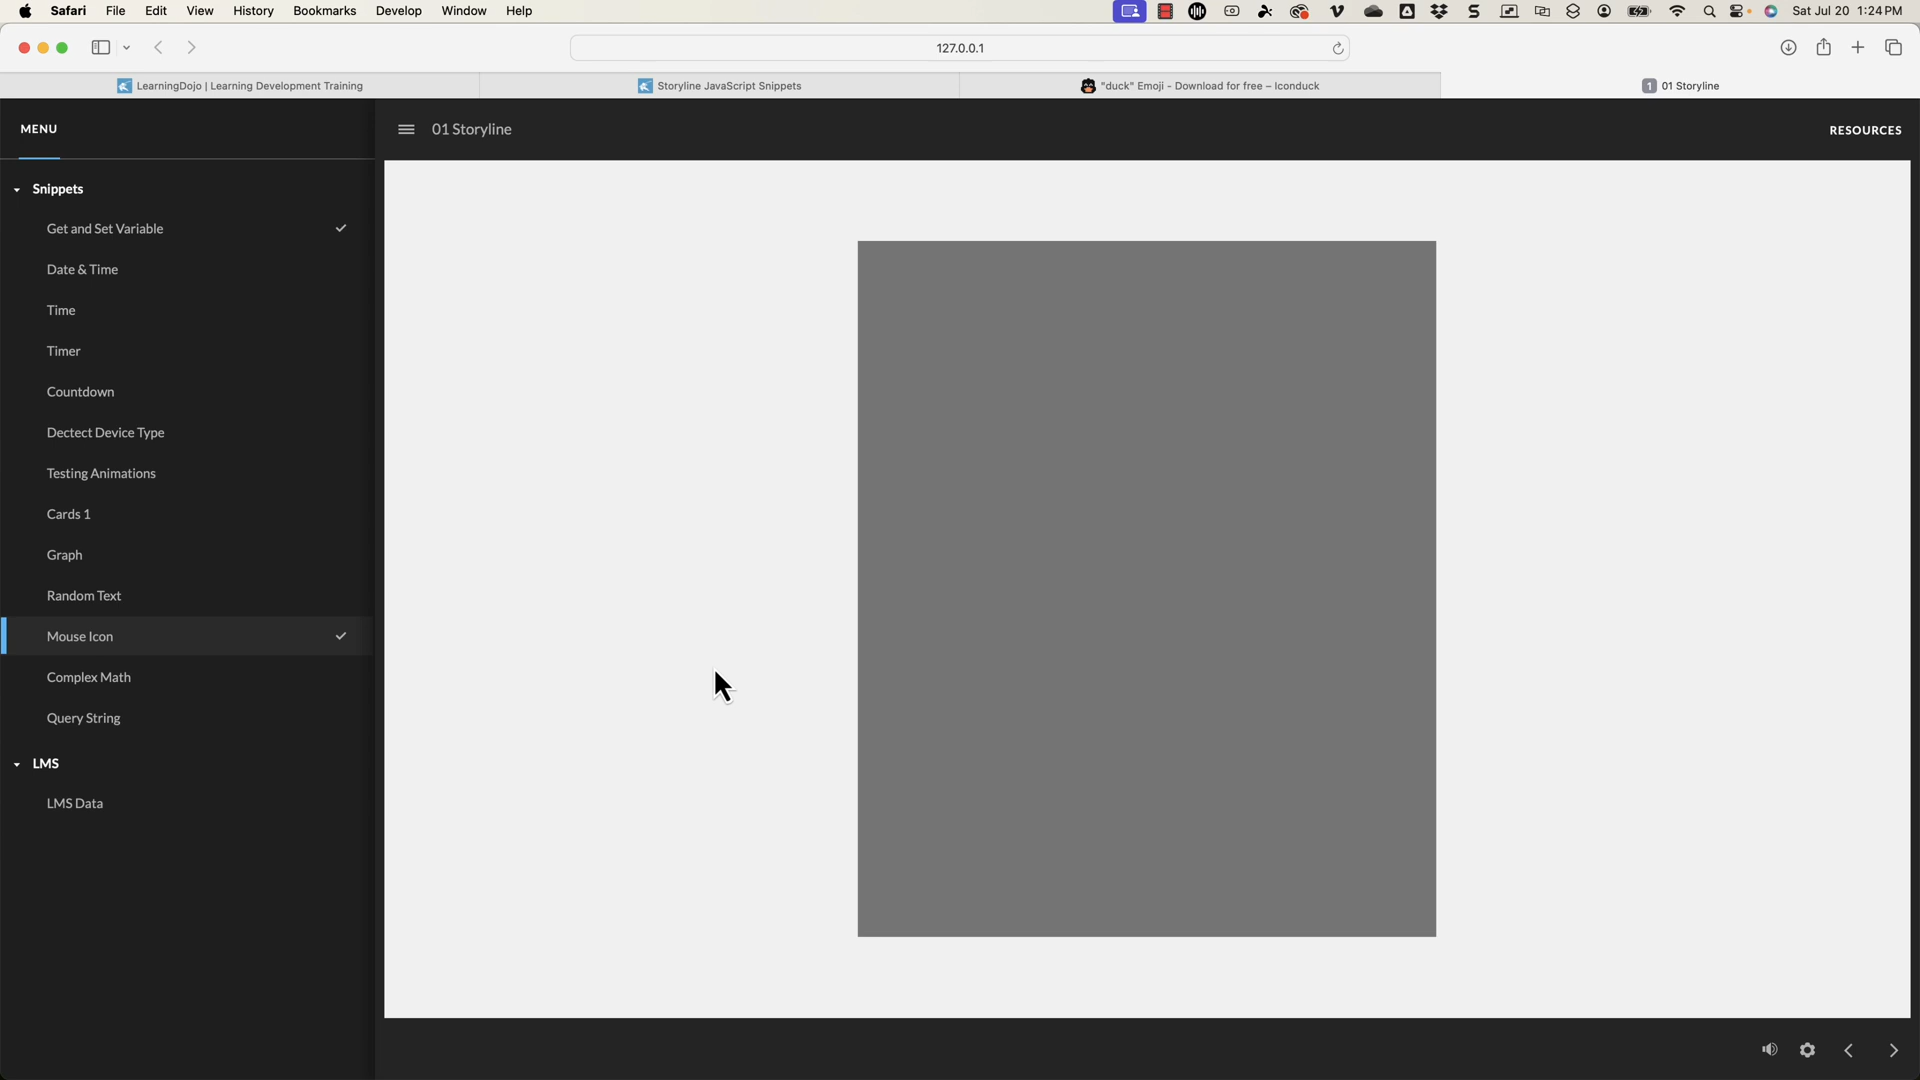 Safari File Edit View History Bookmarks Develop Window Help Sat Jul 20 1:24 PM
127.0.0.1
LearningDojo | Learning Development Training
Storyline JavaScript Snippets
"duck" Emoji - Download for free – Iconduck
1 01 Storyline
MENU
01 Storyline
RESOURCES
Snippets
Get and Set Variable
Date & Time
Time
Timer
Countdown
Dectect Device Type
Testing Animations
Cards 1
Graph
Random Text
Mouse Icon
Complex Math
Query String
LMS
LMS Data